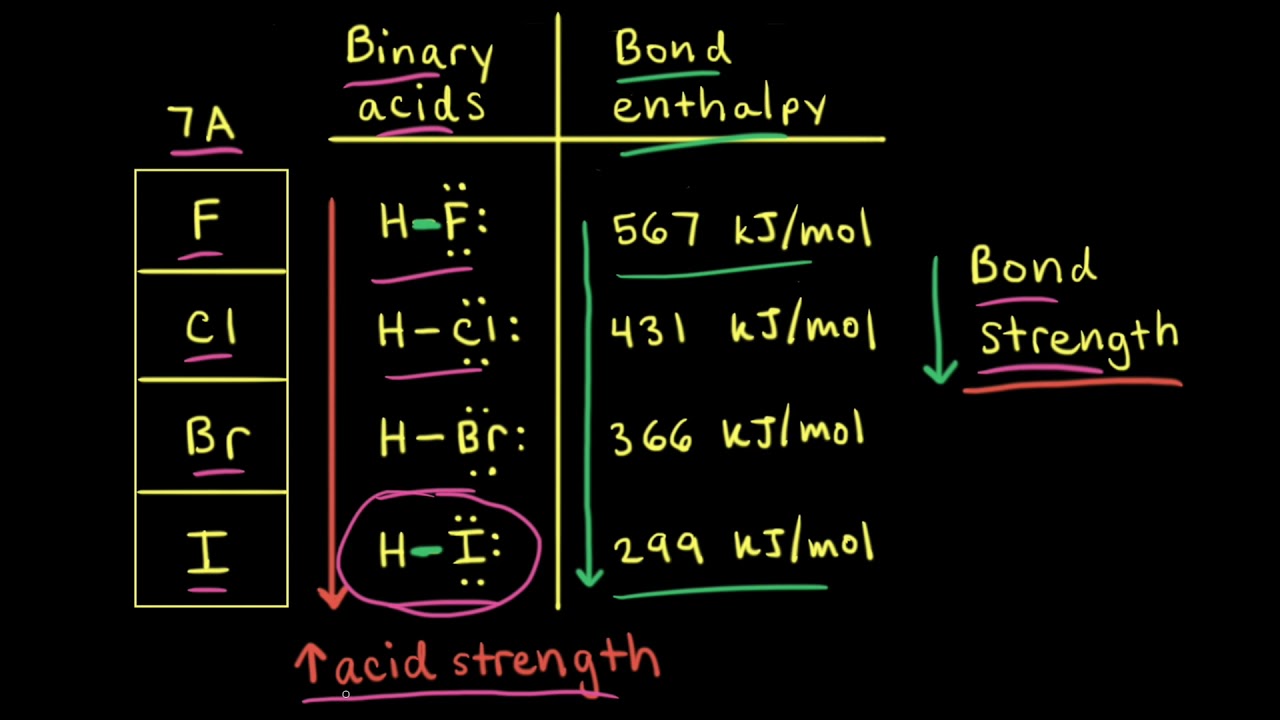 7A
F
Cl
Br
I
Binary
acids
H-F:
H-Cl:
H-Br:
H-I:
↑ acid strength
Bond
enthalpy
567 kJ/mol
431 kJ/mol
366 kJ/mol
299 kJ/mol
Bond
strength